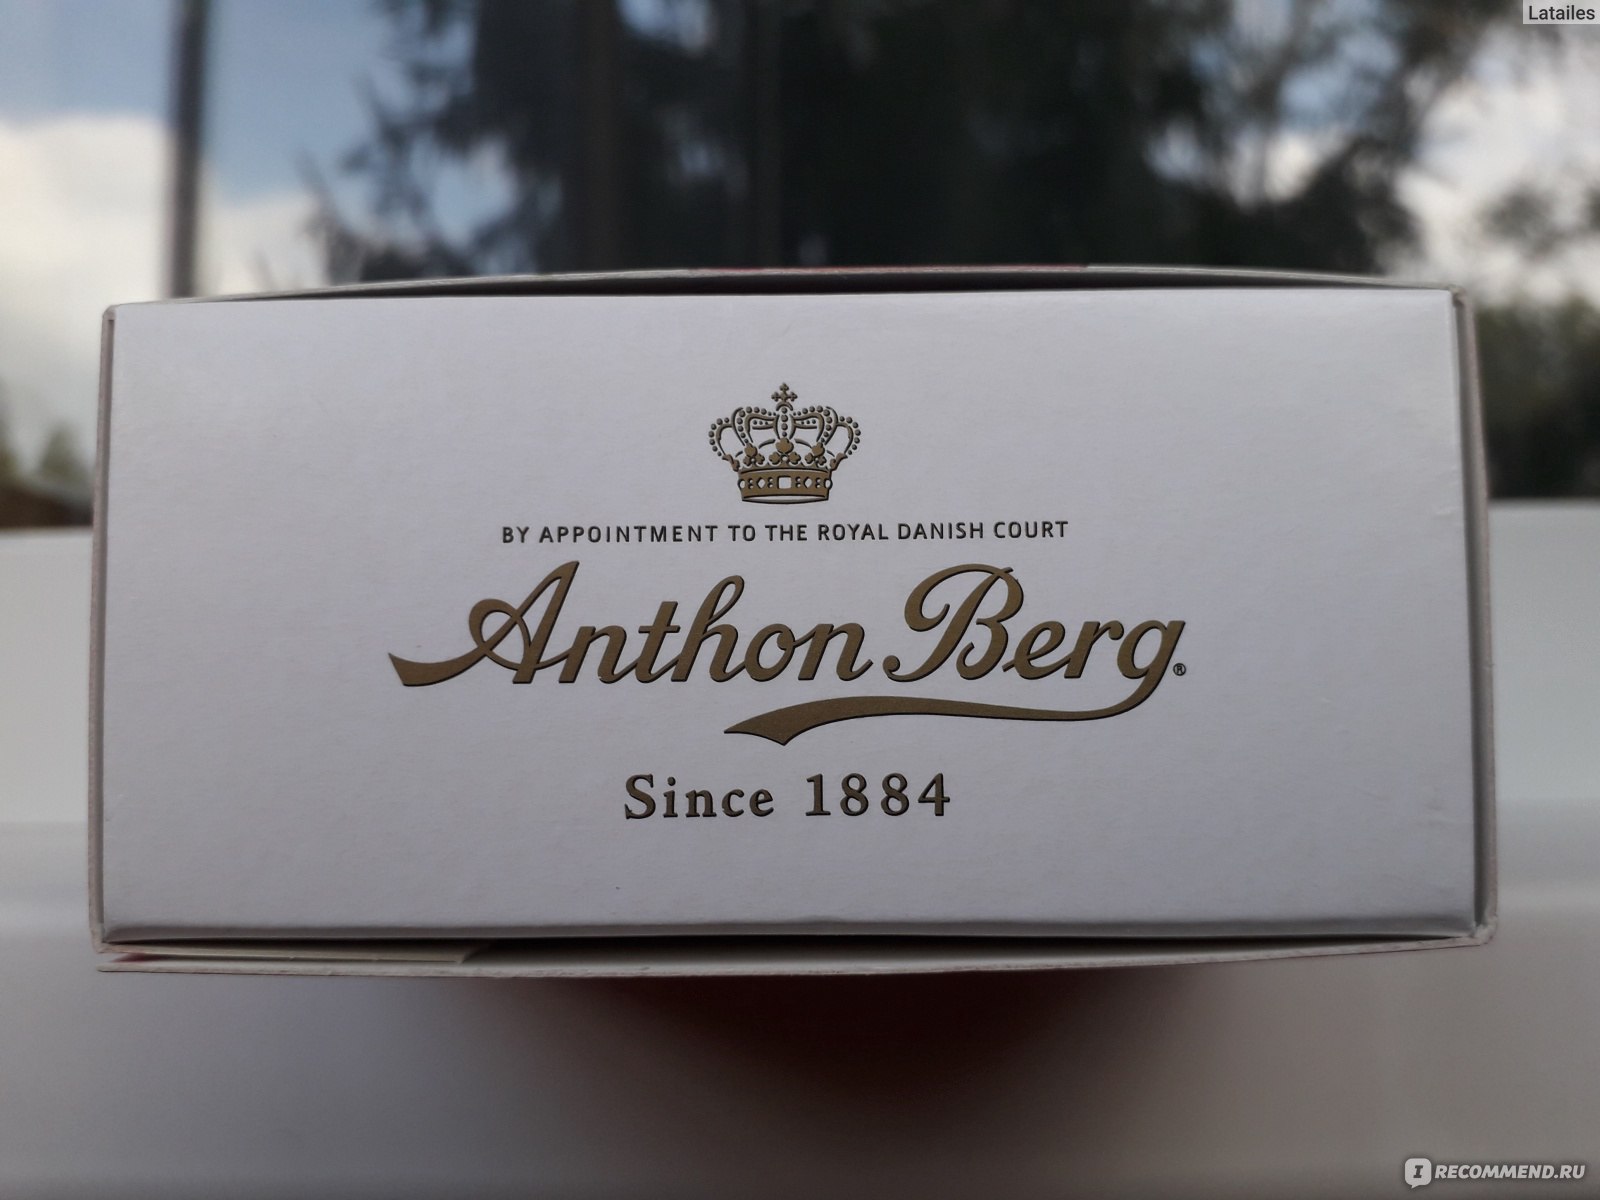 Latailes
BY APPOINTMENT TO THE ROYAL DANISH COURT
Anthon Berg®
Since 1884
IRECOMMEND.RU